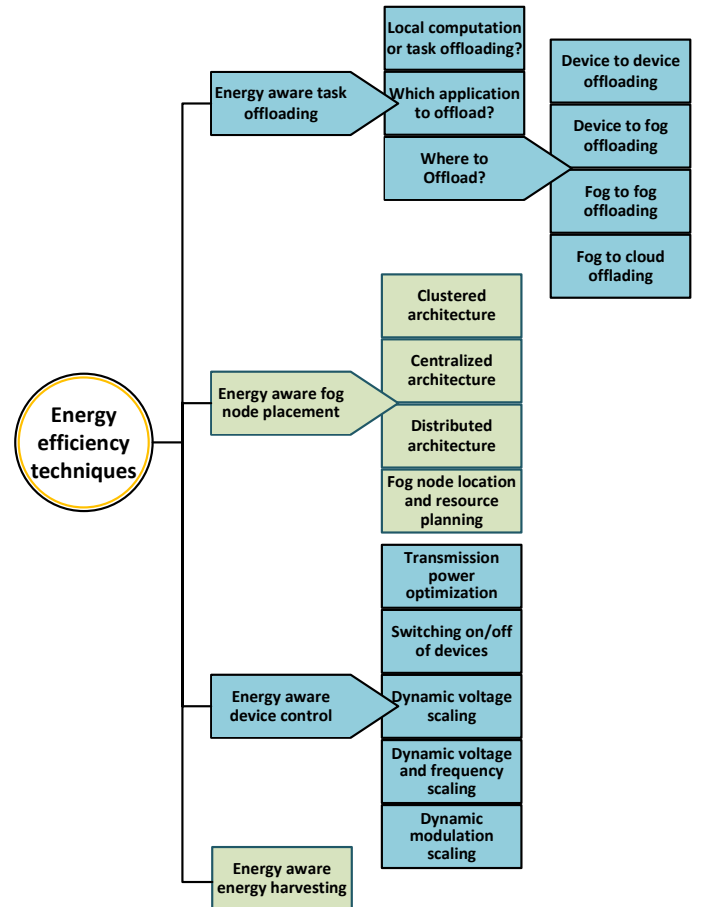 Energy
efficiency
techniques
Energy aware task
offloading
Local computation
or task offloading?
Which application
to offload?
Where to
Offload?
Device to device
offloading
Device to fog
offloading
Fog to fog
offloading
Fog to cloud
offlading
Energy aware fog
node placement
Clustered
architecture
Centralized
architecture
Distributed
architecture
Fog node location
and resource
planning
Energy aware
device control
Transmission
power
optimization
Switching on/off
of devices
Dynamic voltage
scaling
Dynamic voltage
and frequency
scaling
Dynamic
modulation
scaling
Energy aware
energy harvesting